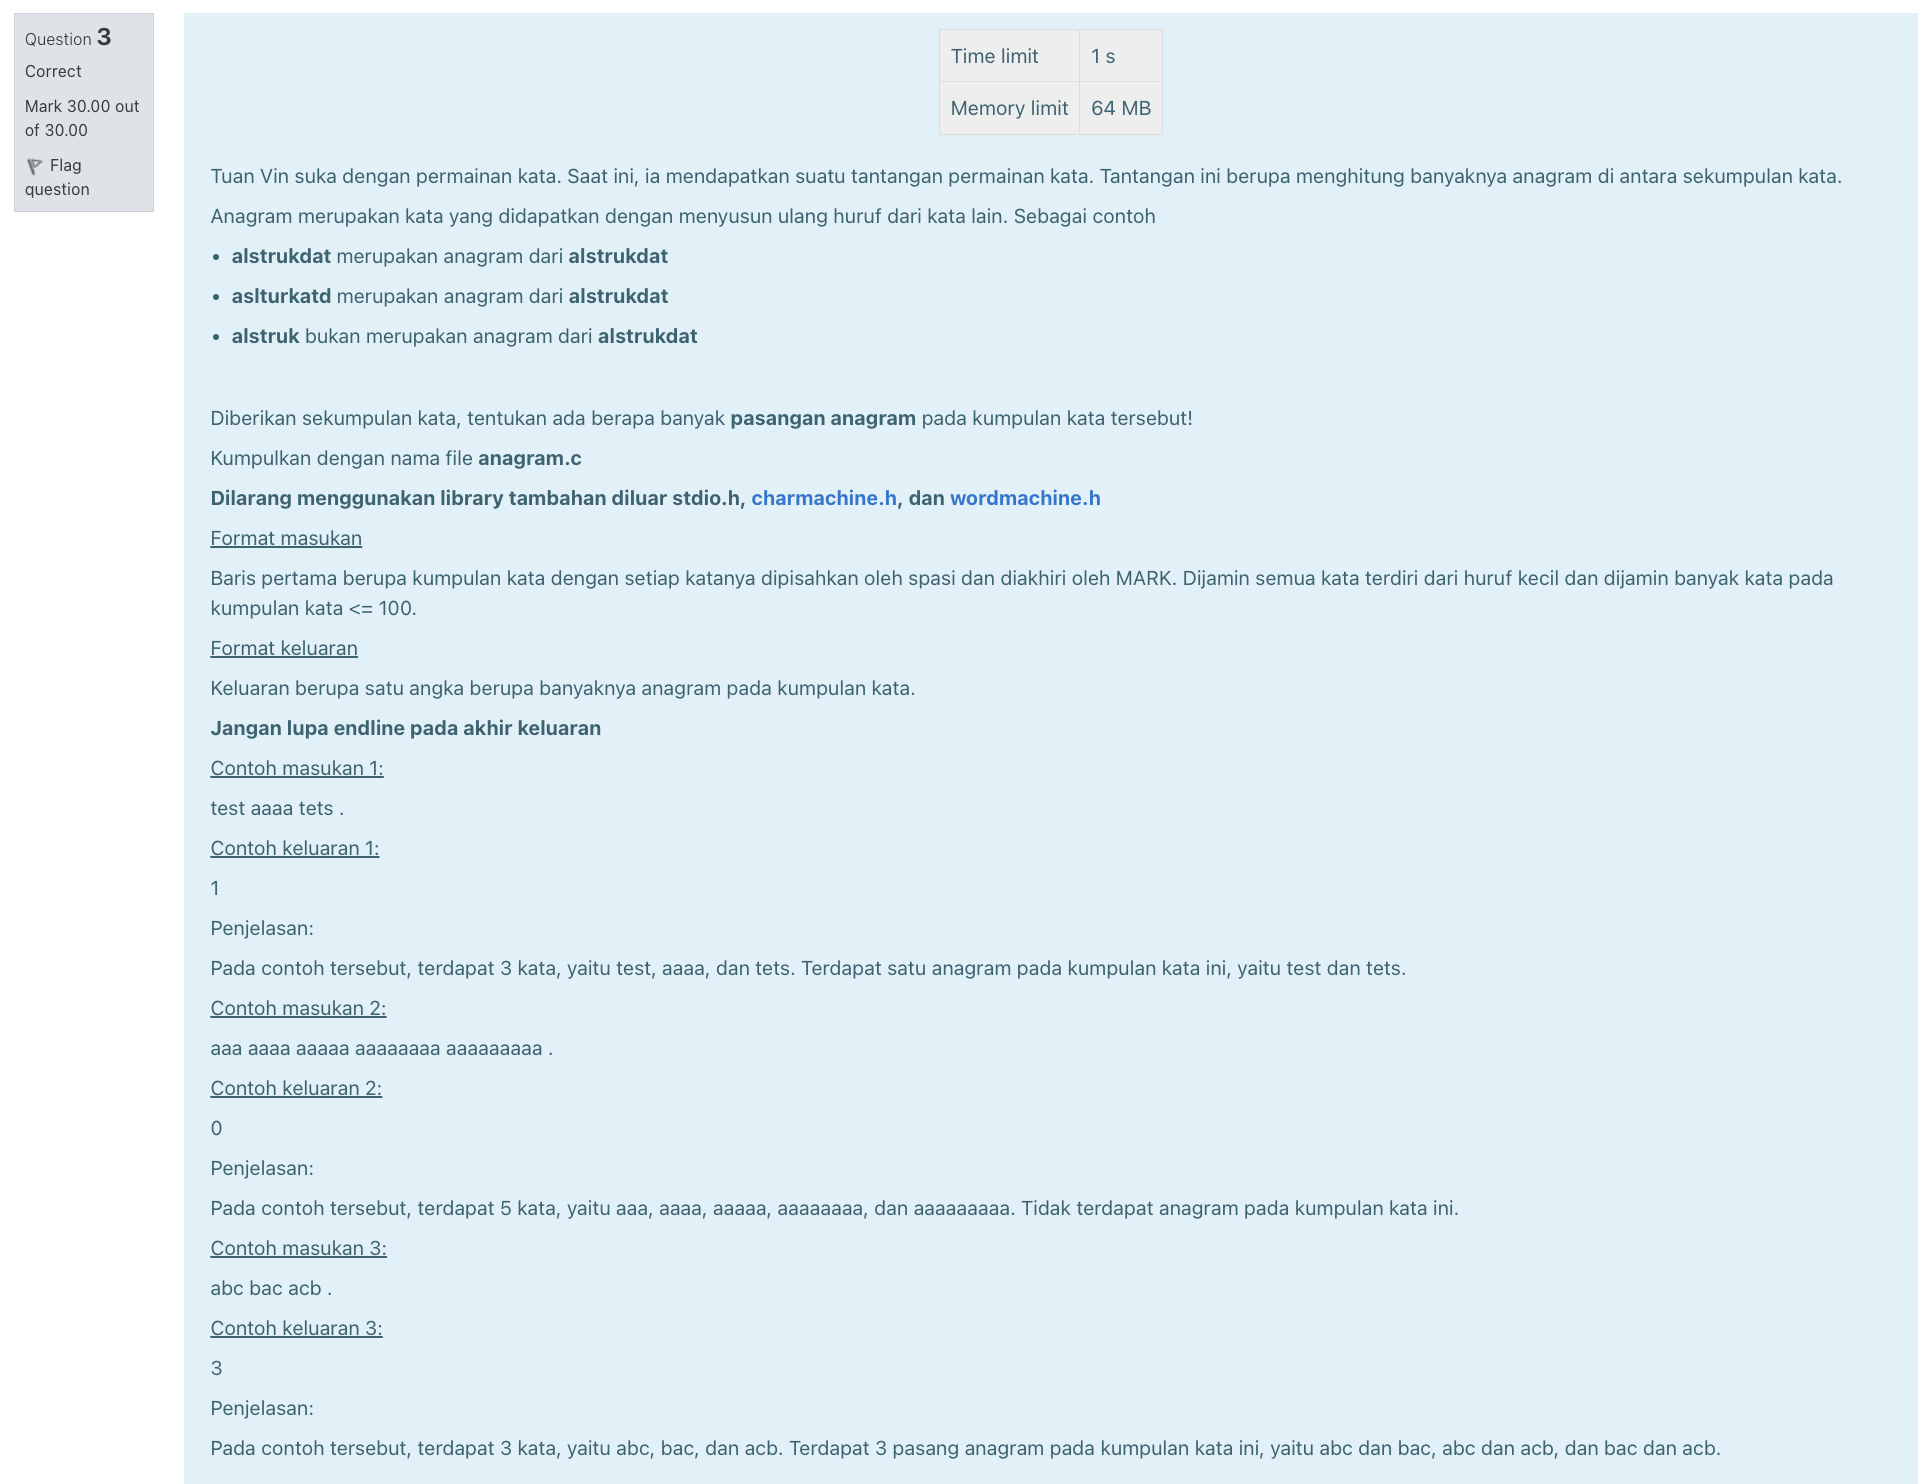 Question 3
Correct
Mark 30.00 out
of 30.00
Flag
question
Time limit 1 s
Memory limit 64 MB
Tuan Vin suka dengan permainan kata. Saat ini, ia mendapatkan suatu tantangan permainan kata. Tantangan ini berupa menghitung banyaknya anagram di antara sekumpulan kata.
Anagram merupakan kata yang didapatkan dengan menyusun ulang huruf dari kata lain. Sebagai contoh
• alstrukdat merupakan anagram dari alstrukdat
• aslturkatd merupakan anagram dari alstrukdat
• alstruk bukan merupakan anagram dari alstrukdat
Diberikan sekumpulan kata, tentukan ada berapa banyak pasangan anagram pada kumpulan kata tersebut!
Kumpulkan dengan nama file anagram.c
Dilarang menggunakan library tambahan diluar stdio.h, charmachine.h, dan wordmachine.h
Format masukan
Baris pertama berupa kumpulan kata dengan setiap katanya dipisahkan oleh spasi dan diakhiri oleh MARK. Dijamin semua kata terdiri dari huruf kecil dan dijamin banyak kata pada
kumpulan kata <= 100.
Format keluaran
Keluaran berupa satu angka berupa banyaknya anagram pada kumpulan kata.
Jangan lupa endline pada akhir keluaran
Contoh masukan 1:
test aaaa tets .
Contoh keluaran 1:
1
Penjelasan:
Pada contoh tersebut, terdapat 3 kata, yaitu test, aaaa, dan tets. Terdapat satu anagram pada kumpulan kata ini, yaitu test dan tets.
Contoh masukan 2:
aaa aaaa aaaaa aaaaaaaa aaaaaaaaa .
Contoh keluaran 2:
0
Penjelasan:
Pada contoh tersebut, terdapat 5 kata, yaitu aaa, aaaa, aaaaa, aaaaaaaa, dan aaaaaaaaa. Tidak terdapat anagram pada kumpulan kata ini.
Contoh masukan 3:
abc bac acb .
Contoh keluaran 3:
3
Penjelasan:
Pada contoh tersebut, terdapat 3 kata, yaitu abc, bac, dan acb. Terdapat 3 pasang anagram pada kumpulan kata ini, yaitu abc dan bac, abc dan acb, dan bac dan acb.